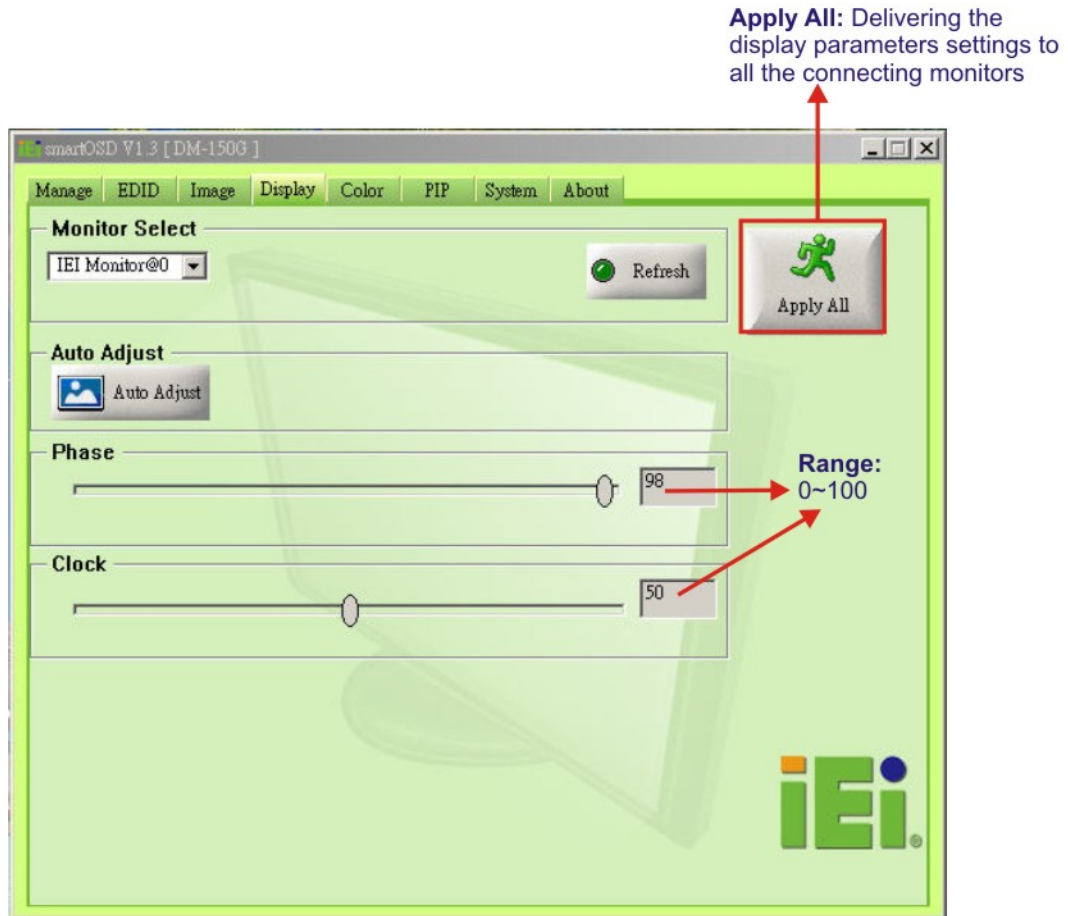 Apply All: Delivering the
display parameters settings to
all the connecting monitors
iEi smartOSD V1.3 [ DM-150G ]
Manage EDID Image Display Color PIP System About
Monitor Select
IEI Monitor@0
Refresh
Apply All
Auto Adjust
Auto Adjust
Phase
98
Range:
0~100
Clock
50
iEi®